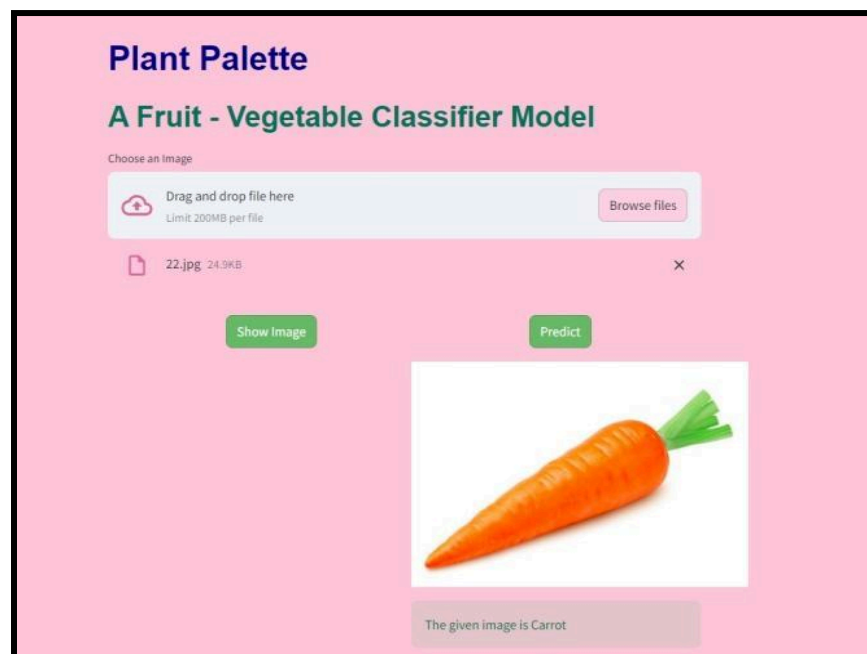 Plant Palette
A Fruit - Vegetable Classifier Model
Choose an Image
Drag and drop file here
Limit 200MB per file
Browse files
22.jpg 24.9KB
Show Image
Predict
The given image is Carrot